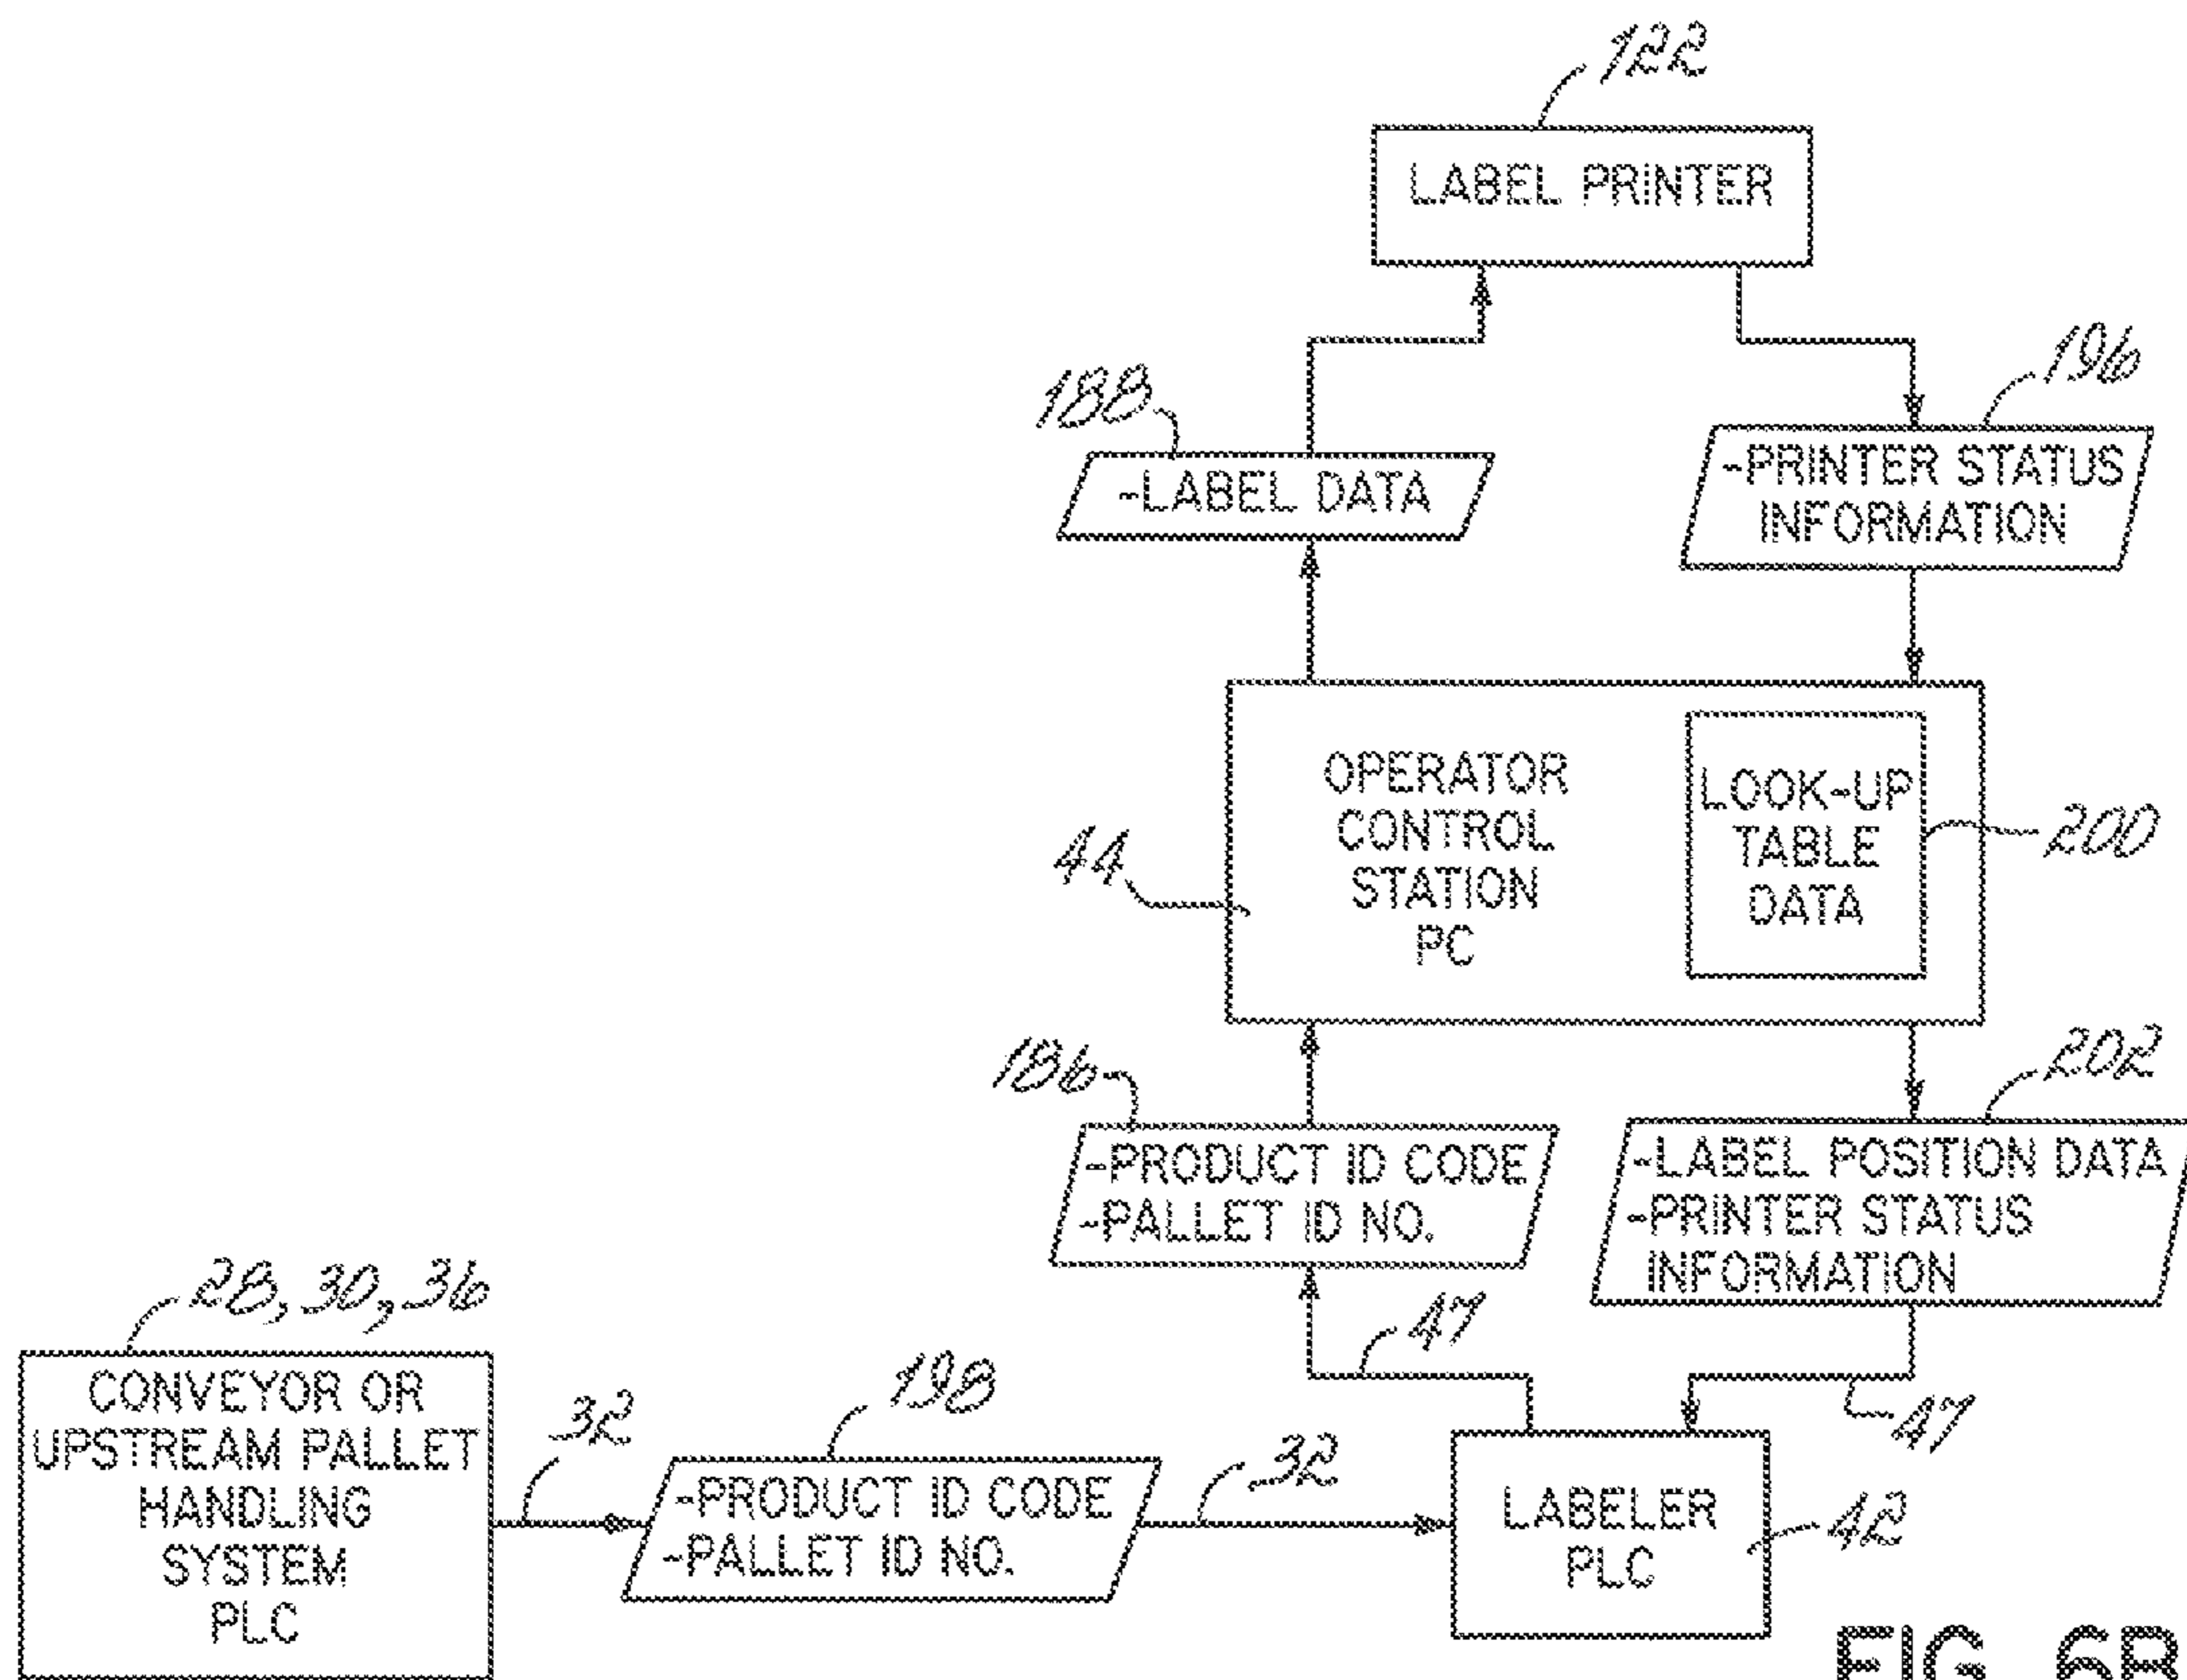 122
LABEL PRINTER
196
188
-LABEL DATA
-PRINTER STATUS
INFORMATION
OPERATOR
CONTROL
STATION
PC
LOOK-UP
TABLE
DATA
44
200
186
202
-PRODUCT ID CODE
-PALLET ID NO.
-LABEL POSITION DATA
-PRINTER STATUS
INFORMATION
28, 30, 36
47
47
CONVEYOR OR
UPSTREAM PALLET
HANDLING
SYSTEM
PLC
32
198
-PRODUCT ID CODE
-PALLET ID NO.
32
LABELER
PLC
42
FIG. 6B